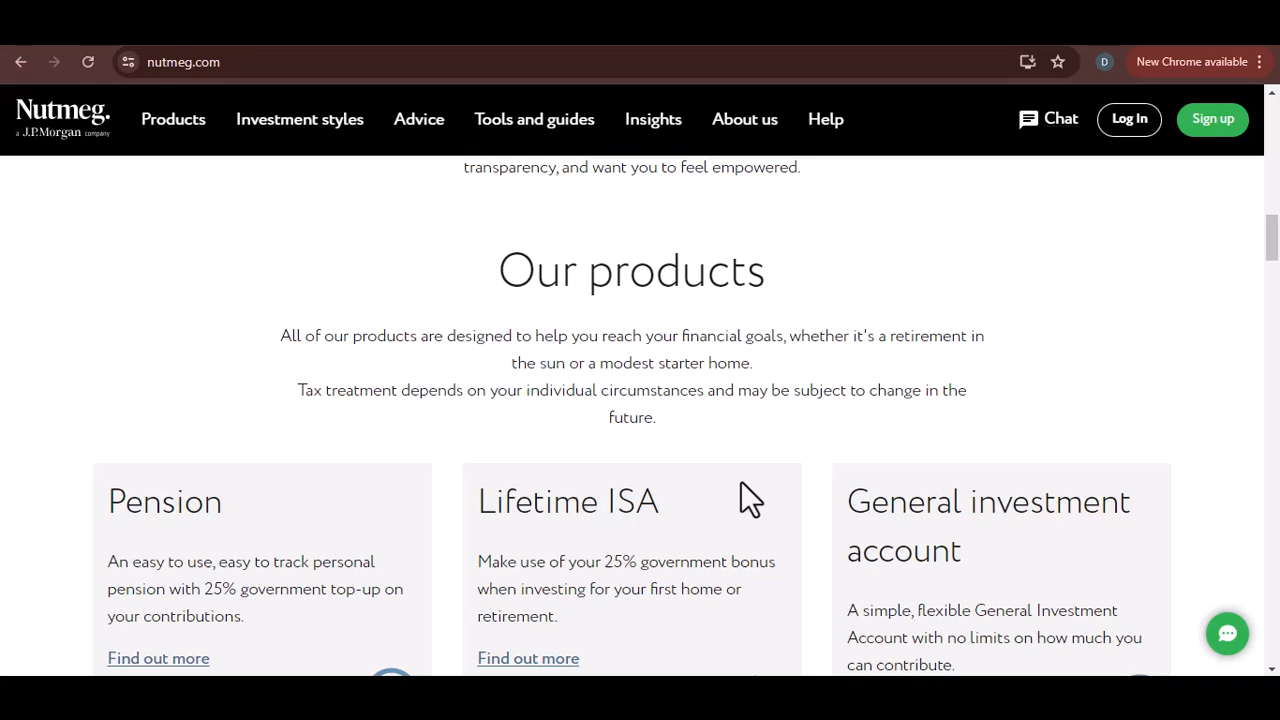 nutmeg.com
D
New Chrome available
Nutmeg.
a J.P.Morgan company
Products
Investment styles
Advice
Tools and guides
Insights
About us
Help
Chat
Log In
Sign up
transparency, and want you to feel empowered.
Our products
All of our products are designed to help you reach your financial goals, whether it's a retirement in
the sun or a modest starter home.
Tax treatment depends on your individual circumstances and may be subject to change in the
future.
Pension
An easy to use, easy to track personal
pension with 25% government top-up on
your contributions.
Find out more
Lifetime ISA
Make use of your 25% government bonus
when investing for your first home or
retirement.
Find out more
General investment
account
A simple, flexible General Investment
Account with no limits on how much you
can contribute.